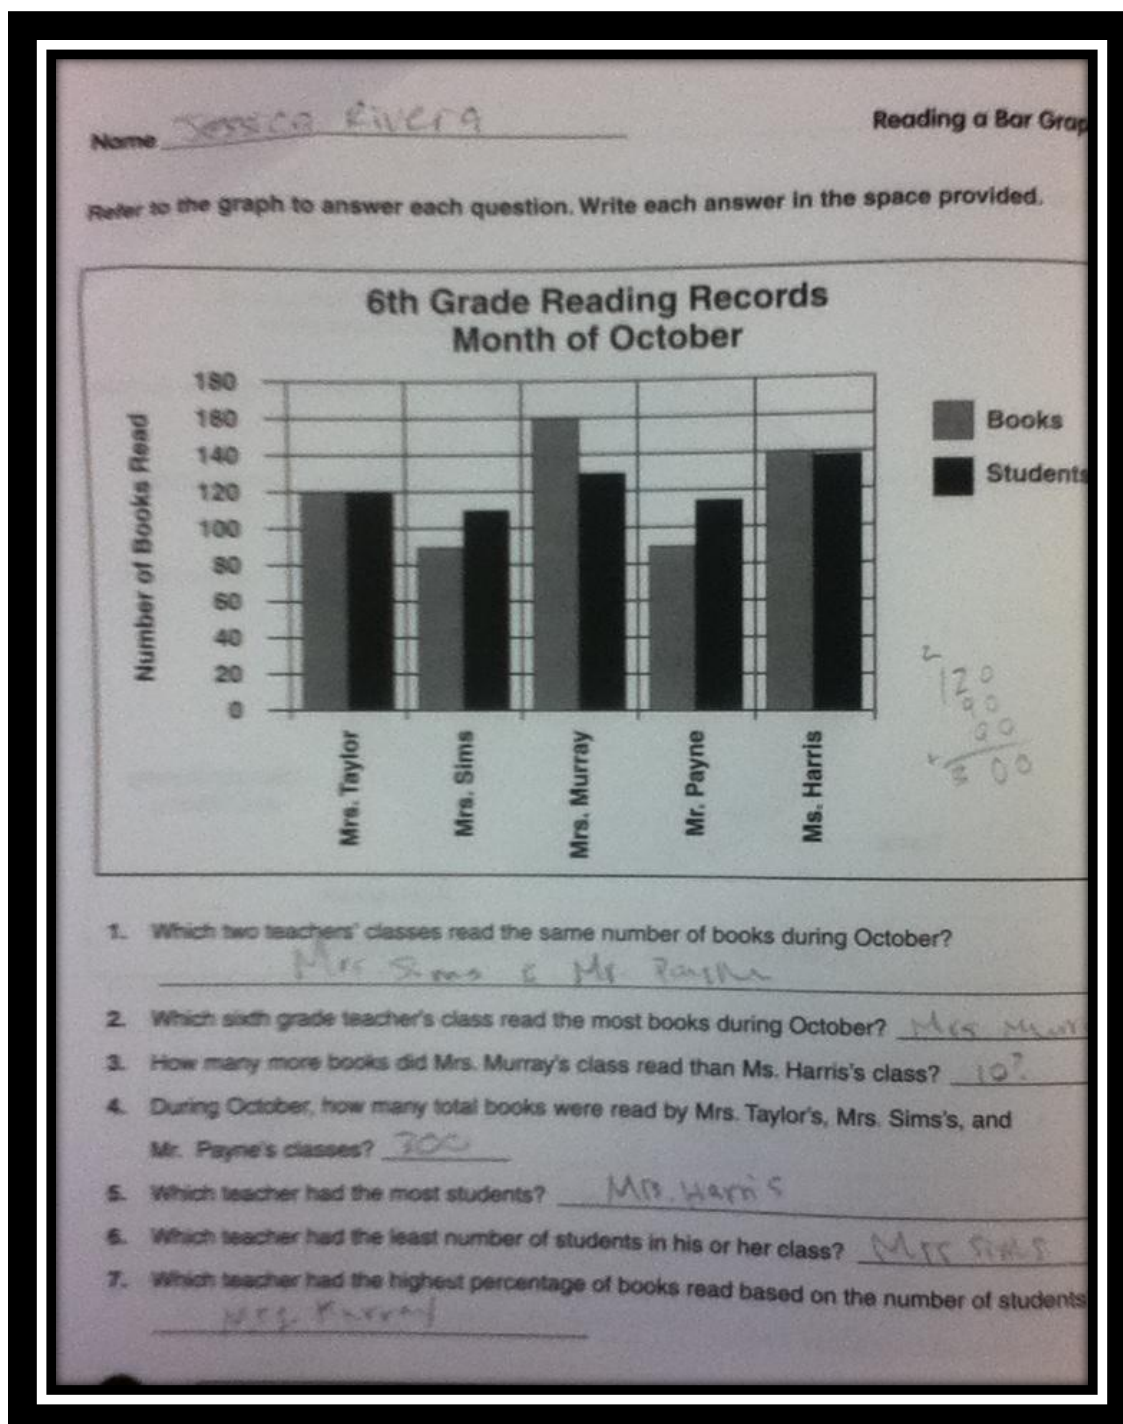 Name Jessica Rivera
Reading a Bar Grap
Refer to the graph to answer each question. Write each answer in the space provided.
6th Grade Reading Records
Month of October
Number of Books Read
180
160
140
120
100
80
60
40
20
0
Books
Students
Mrs. Taylor
Mrs. Sims
Mrs. Murray
Mr. Payne
Ms. Harris
2
120
90
90
+
300
1. Which two teachers' classes read the same number of books during October?
Mrs Sims & Mr Payne
2. Which sixth grade teacher's class read the most books during October? Mrs Murr
3. How many more books did Mrs. Murray's class read than Ms. Harris's class? 10?
4. During October, how many total books were read by Mrs. Taylor's, Mrs. Sims's, and
Mr. Payne's classes? 300
5. Which teacher had the most students? Mrs. Harris
6. Which teacher had the least number of students in his or her class? Mrs Sims
7. Which teacher had the highest percentage of books read based on the number of students